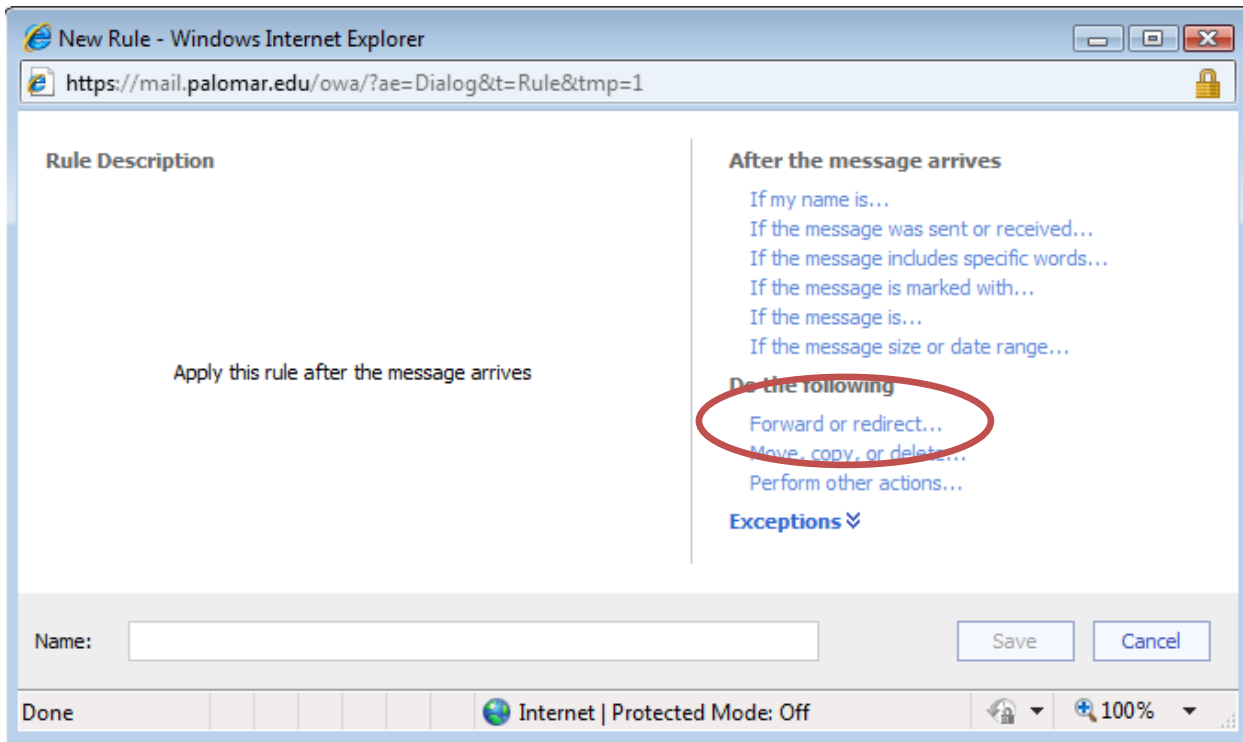 New Rule - Windows Internet Explorer
https://mail.palomar.edu/owa/?ae=Dialog&t=Rule&tmp=1
Rule Description
Apply this rule after the message arrives
After the message arrives
If my name is...
If the message was sent or received...
If the message includes specific words...
If the message is marked with...
If the message is...
If the message size or date range...
Do the following
Forward or redirect...
Move, copy, or delete...
Perform other actions...
Exceptions
Name:
Save
Cancel
Done
Internet | Protected Mode: Off
100%